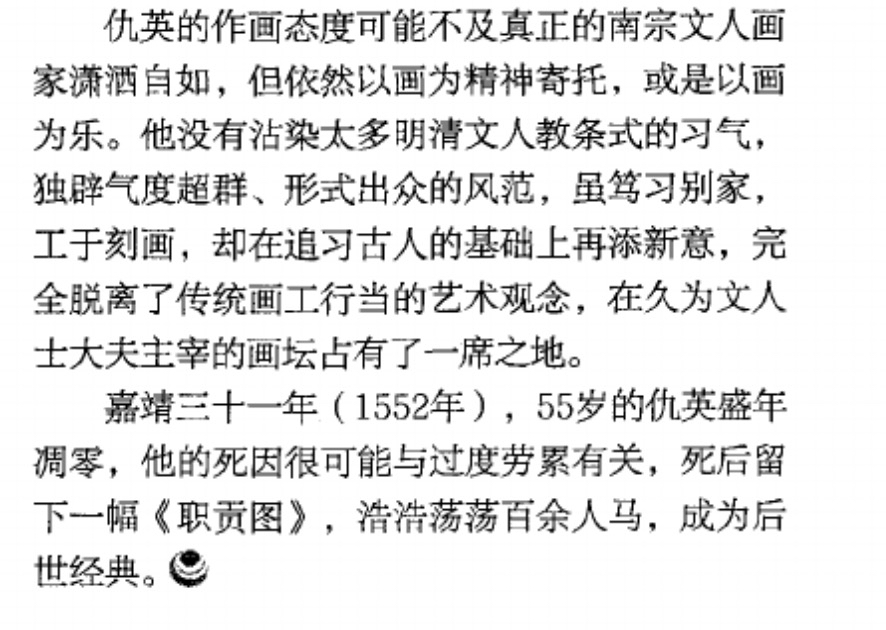 仇英的作画态度可能不及真正的南宗文人画
家潇洒自如，但依然以画为精神寄托，或是以画
为乐。他没有沾染太多明清文人教条式的习气，
独辟气度超群、形式出众的风范，虽笃习别家，
工于刻画，却在追习古人的基础上再添新意，完
全脱离了传统画工行当的艺术观念，在久为文人
士大夫主宰的画坛占有了一席之地。
嘉靖三十一年（1552年），55岁的仇英盛年
凋零，他的死因很可能与过度劳累有关，死后留
下一幅《职贡图》，浩浩荡荡百余人马，成为后
世经典。